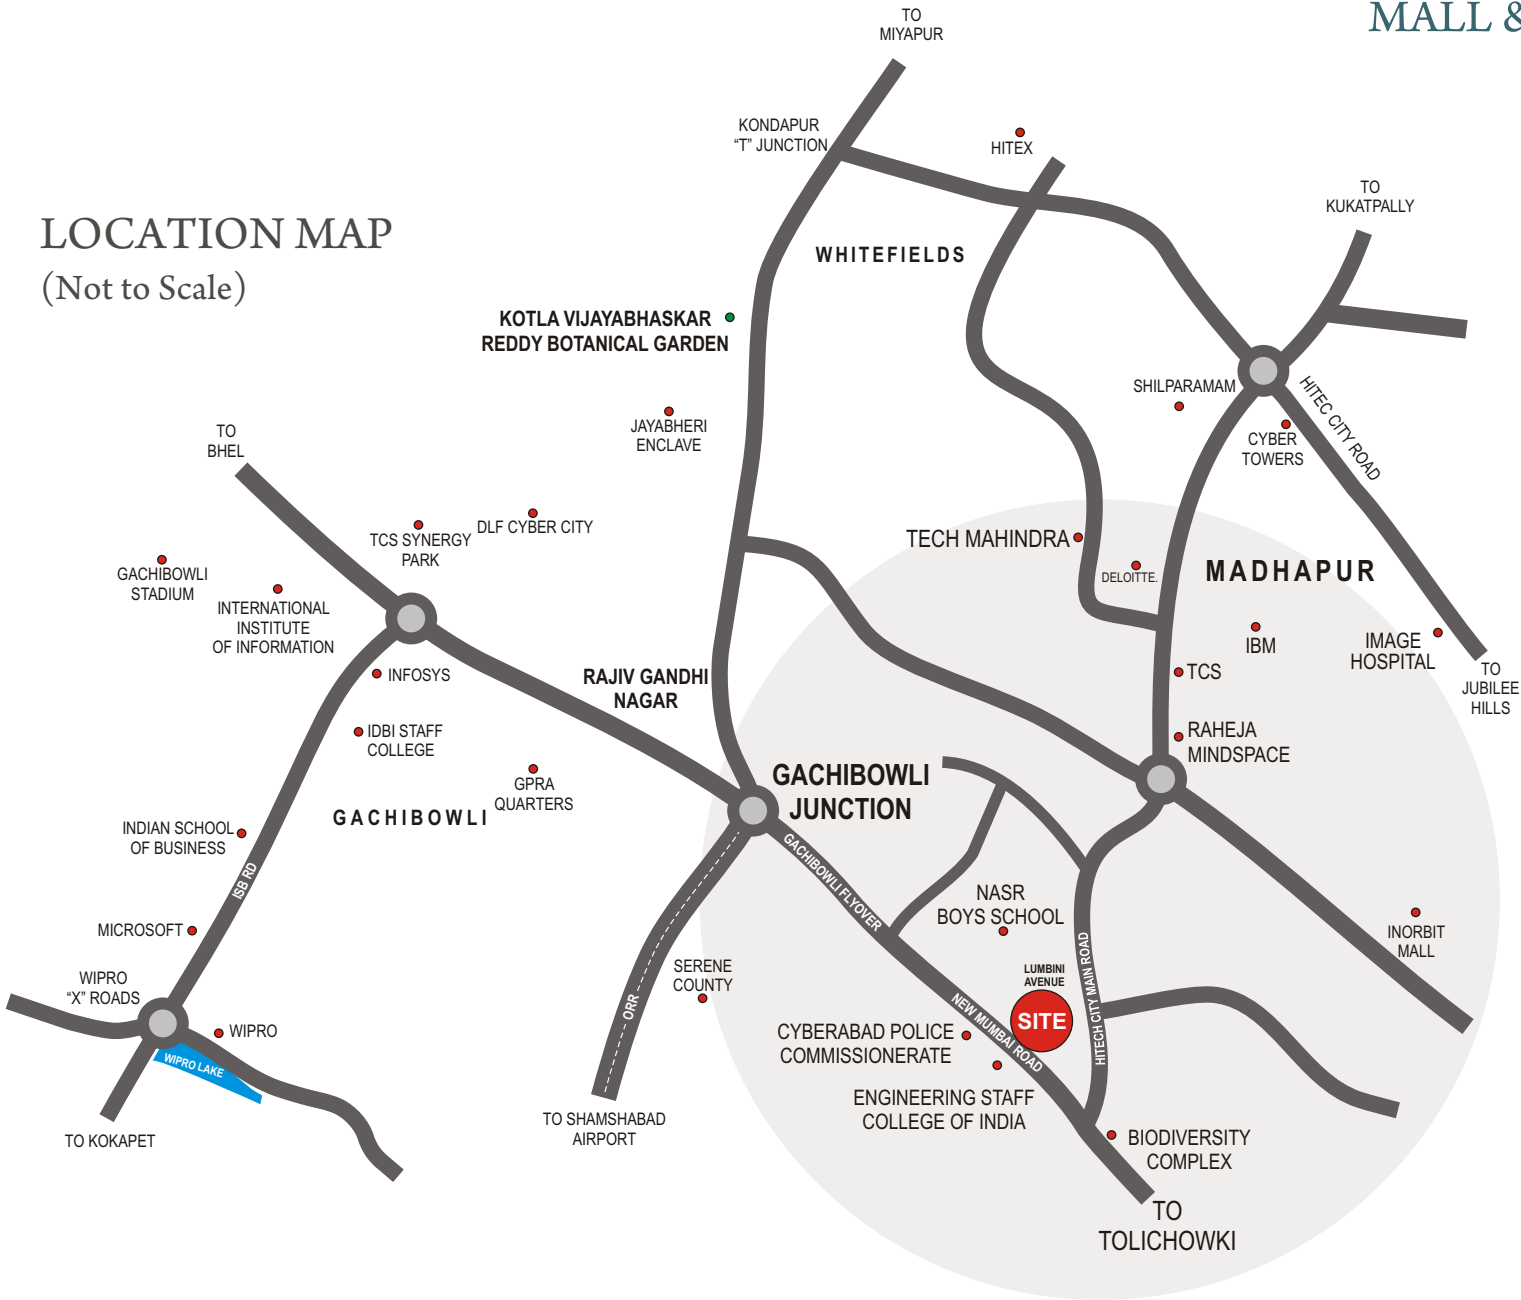 MALL &
TO
MIYAPUR
KONDAPUR
“T” JUNCTION
HITEX
TO
KUKATPALLY
LOCATION MAP
(Not to Scale)
WHITEFIELDS
KOTLA VIJAYABHASKAR
REDDY BOTANICAL GARDEN
SHILPARAMAM
HITEC CITY ROAD
JAYABHERI
ENCLAVE
CYBER
TOWERS
TO
BHEL
TCS SYNERGY
PARK
DLF CYBER CITY
TECH MAHINDRA
DELOITTE.
MADHAPUR
GACHIBOWLI
STADIUM
INTERNATIONAL
INSTITUTE
OF INFORMATION
IBM
IMAGE
HOSPITAL
TO
JUBILEE
HILLS
INFOSYS
RAJIV GANDHI
NAGAR
TCS
IDBI STAFF
COLLEGE
RAHEJA
MINDSPACE
GPRA
QUARTERS
GACHIBOWLI
JUNCTION
GACHIBOWLI
INDIAN SCHOOL
OF BUSINESS
ISB RD
GACHIBOWLI FLYOVER
NASR
BOYS SCHOOL
MICROSOFT
INORBIT
MALL
WIPRO
“X” ROADS
SERENE
COUNTY
LUMBINI
AVENUE
SITE
HITECH CITY MAIN ROAD
NEW MUMBAI ROAD
ORR
WIPRO
WIPRO LAKE
CYBERABAD POLICE
COMMISSIONERATE
ENGINEERING STAFF
COLLEGE OF INDIA
TO KOKAPET
TO SHAMSHABAD
AIRPORT
BIODIVERSITY
COMPLEX
TO
TOLICHOWKI